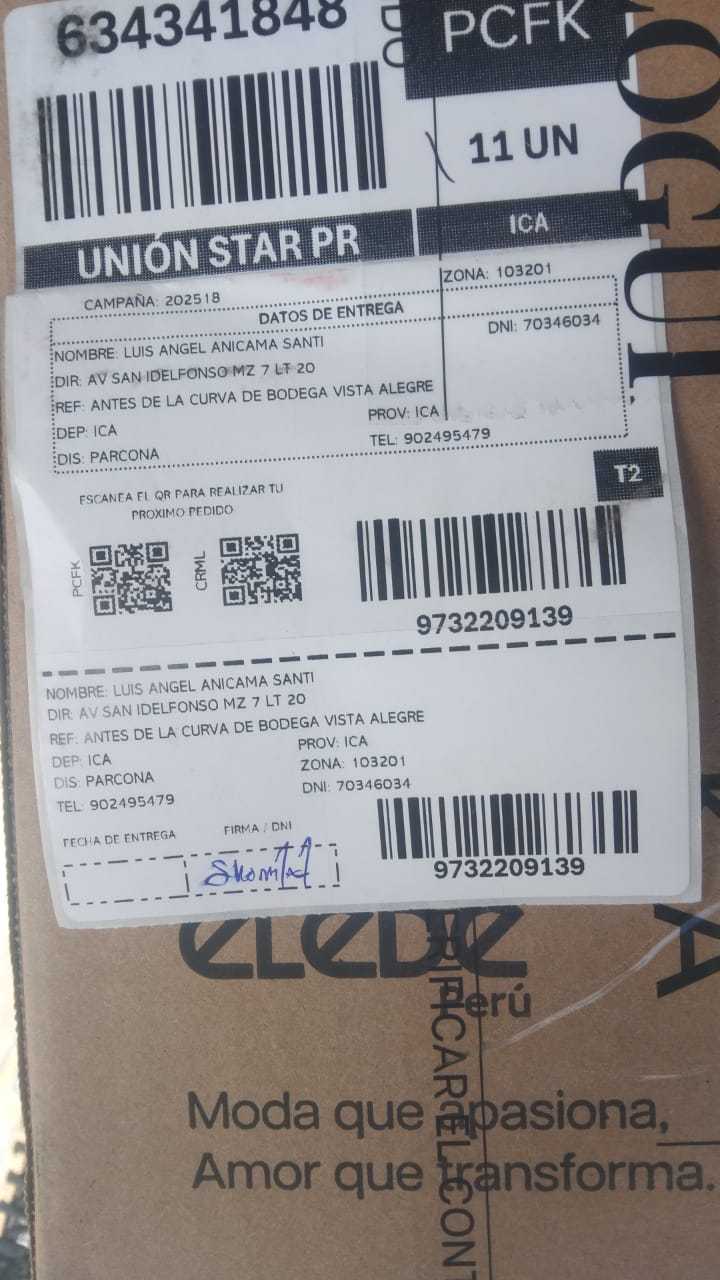 634341848
PCFK
11 UN
UNIÓN STAR PR
ICA
CAMPAÑA: 202518
ZONA: 103201
DATOS DE ENTREGA
NOMBRE: LUIS ANGEL ANICAMA SANTI
DNI: 70346034
DIR: AV SAN IDELFONSO MZ 7 LT 20
REF: ANTES DE LA CURVA DE BODEGA VISTA ALEGRE
DEP: ICA
PROV: ICA
DIS: PARCONA
TEL: 902495479
T2
ESCANEA EL QR PARA REALIZAR TU
PROXIMO PEDIDO
PCFK
CRML
9732209139
NOMBRE: LUIS ANGEL ANICAMA SANTI
DIR: AV SAN IDELFONSO MZ 7 LT 20
REF: ANTES DE LA CURVA DE BODEGA VISTA ALEGRE
DEP: ICA
PROV: ICA
DIS: PARCONA
ZONA: 103201
TEL: 902495479
DNI: 70346034
FECHA DE ENTREGA
FIRMA / DNI
9732209139
Perú
Moda que apasiona,
Amor que transforma.